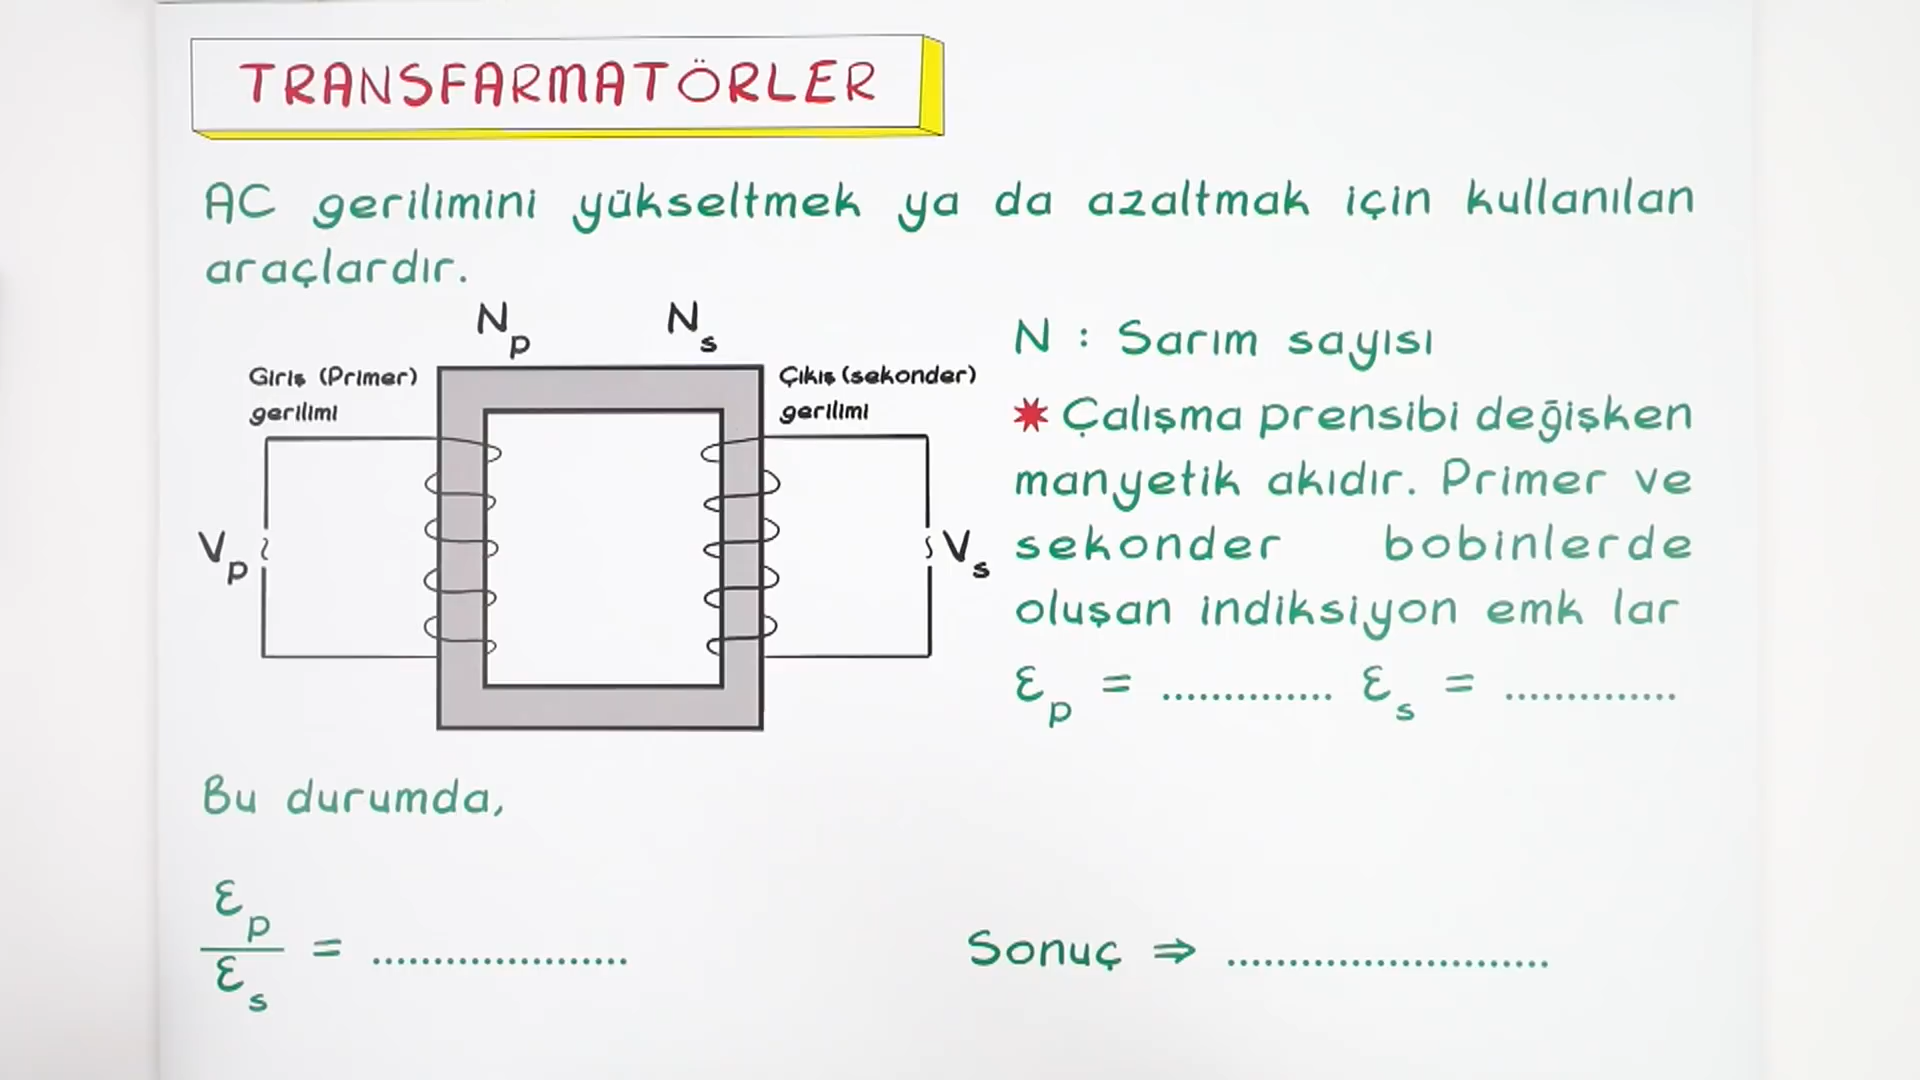 TRANSFARMATÖRLER
AC gerilimini yükseltmek ya da azaltmak için kullanılan
araçlardır.
Np Ns
Giriş (Primer)
gerilimi
Çıkış (sekonder)
gerilimi
Vp
Vs
N : Sarım sayısı
Çalışma prensibi değişken
manyetik akıdır. Primer ve
sekonder bobinlerde
oluşan indiksiyon emk lar
εp = .............. εs = ..............
Bu durumda,
εp
εs
= .....................
Sonuç ⇒ ..........................